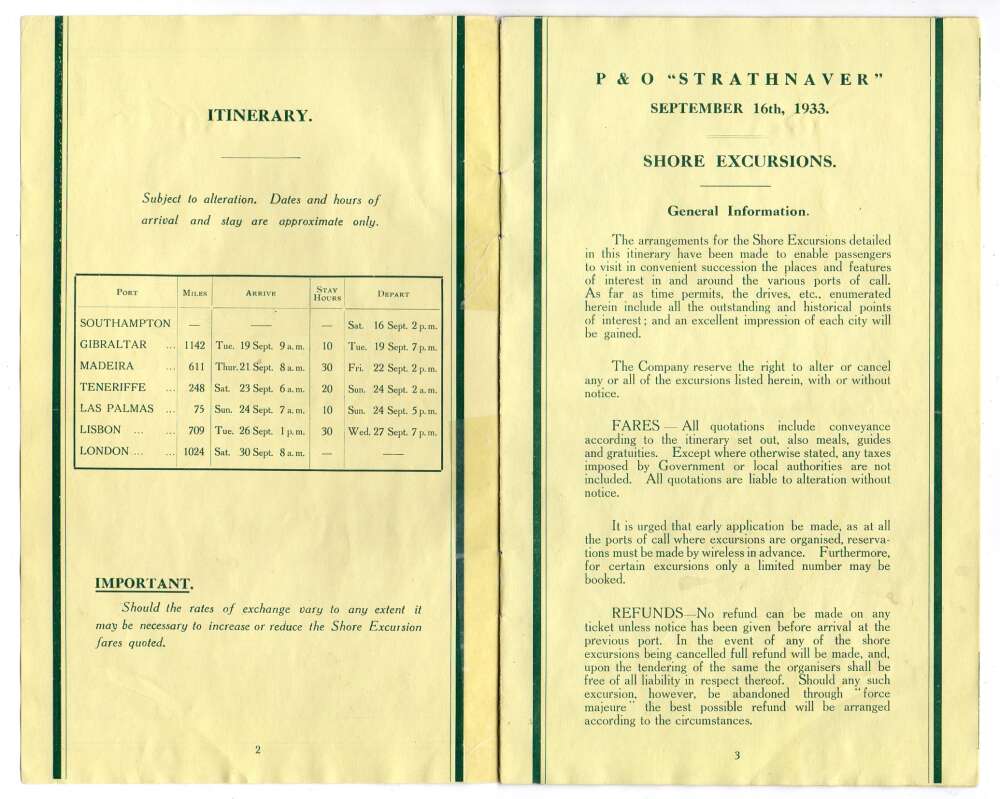 ITINERARY.
Subject to alteration. Dates and hours of
arrival and stay are approximate only.
PORT MILES ARRIVE STAY HOURS DEPART
SOUTHAMPTON — — — Sat. 16 Sept. 2 p.m.
GIBRALTAR ... 1142 Tue. 19 Sept. 9 a.m. 10 Tue. 19 Sept. 7 p.m.
MADEIRA ... 611 Thur. 21 Sept. 8 a.m. 30 Fri. 22 Sept. 2 p.m.
TENERIFFE ... 248 Sat. 23 Sept. 6 a.m. 20 Sun. 24 Sept. 2 a.m.
LAS PALMAS ... 75 Sun. 24 Sept. 7 a.m. 10 Sun. 24 Sept. 5 p.m.
LISBON ... ... 709 Tue. 26 Sept. 1 p.m. 30 Wed. 27 Sept. 7 p.m.
LONDON ... ... 1024 Sat. 30 Sept. 8 a.m. — —
IMPORTANT.
Should the rates of exchange vary to any extent it
may be necessary to increase or reduce the Shore Excursion
fares quoted.
2
P & O "STRATHNAVER"
SEPTEMBER 16th, 1933.
SHORE EXCURSIONS.
General Information.
The arrangements for the Shore Excursions detailed
in this itinerary have been made to enable passengers
to visit in convenient succession the places and features
of interest in and around the various ports of call.
As far as time permits, the drives, etc., enumerated
herein include all the outstanding and historical points
of interest; and an excellent impression of each city will
be gained.
The Company reserve the right to alter or cancel
any or all of the excursions listed herein, with or without
notice.
FARES — All quotations include conveyance
according to the itinerary set out, also meals, guides
and gratuities. Except where otherwise stated, any taxes
imposed by Government or local authorities are not
included. All quotations are liable to alteration without
notice.
It is urged that early application be made, as at all
the ports of call where excursions are organised, reserva-
tions must be made by wireless in advance. Furthermore,
for certain excursions only a limited number may be
booked.
REFUNDS—No refund can be made on any
ticket unless notice has been given before arrival at the
previous port. In the event of any of the shore
excursions being cancelled full refund will be made, and,
upon the tendering of the same the organisers shall be
free of all liability in respect thereof. Should any such
excursion, however, be abandoned through "force
majeure" the best possible refund will be arranged
according to the circumstances.
3